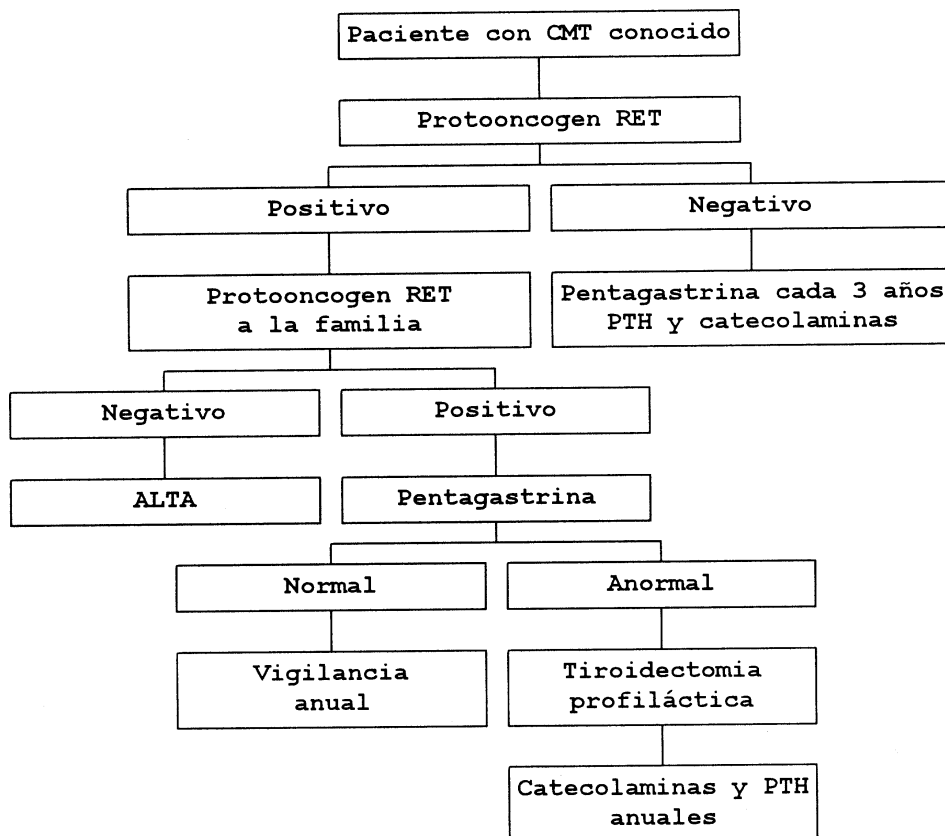 Paciente con CMT conocido
Protooncogen RET
Positivo
Negativo
Protooncogen RET
a la familia
Pentagastrina cada 3 años
PTH y catecolaminas
Negativo
Positivo
ALTA
Pentagastrina
Normal
Anormal
Vigilancia
anual
Tiroidectomia
profiláctica
Catecolaminas y PTH
anuales